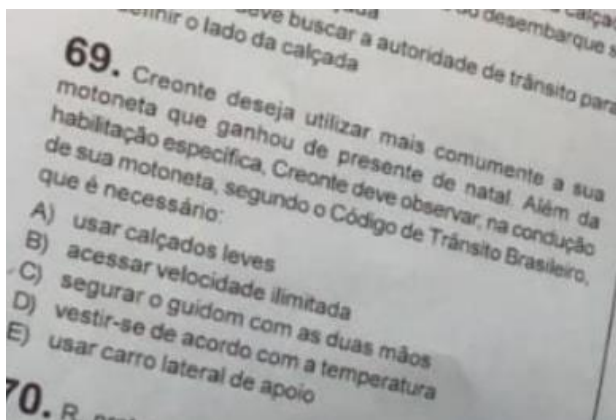 deve buscar a autoridade de trânsito para
o lado da calçada
desembarque
69. Creonte deseja utilizar mais comumente a sua
motoneta que ganhou de presente de natal. Além da
habilitação específica, Creonte deve observar, na condução
de sua motoneta, segundo o Código de Trânsito Brasileiro,
que é necessário:
A) usar calçados leves
B) acessar velocidade ilimitada
C) segurar o guidom com as duas mãos
D) vestir-se de acordo com a temperatura
E) usar carro lateral de apoio
70. R